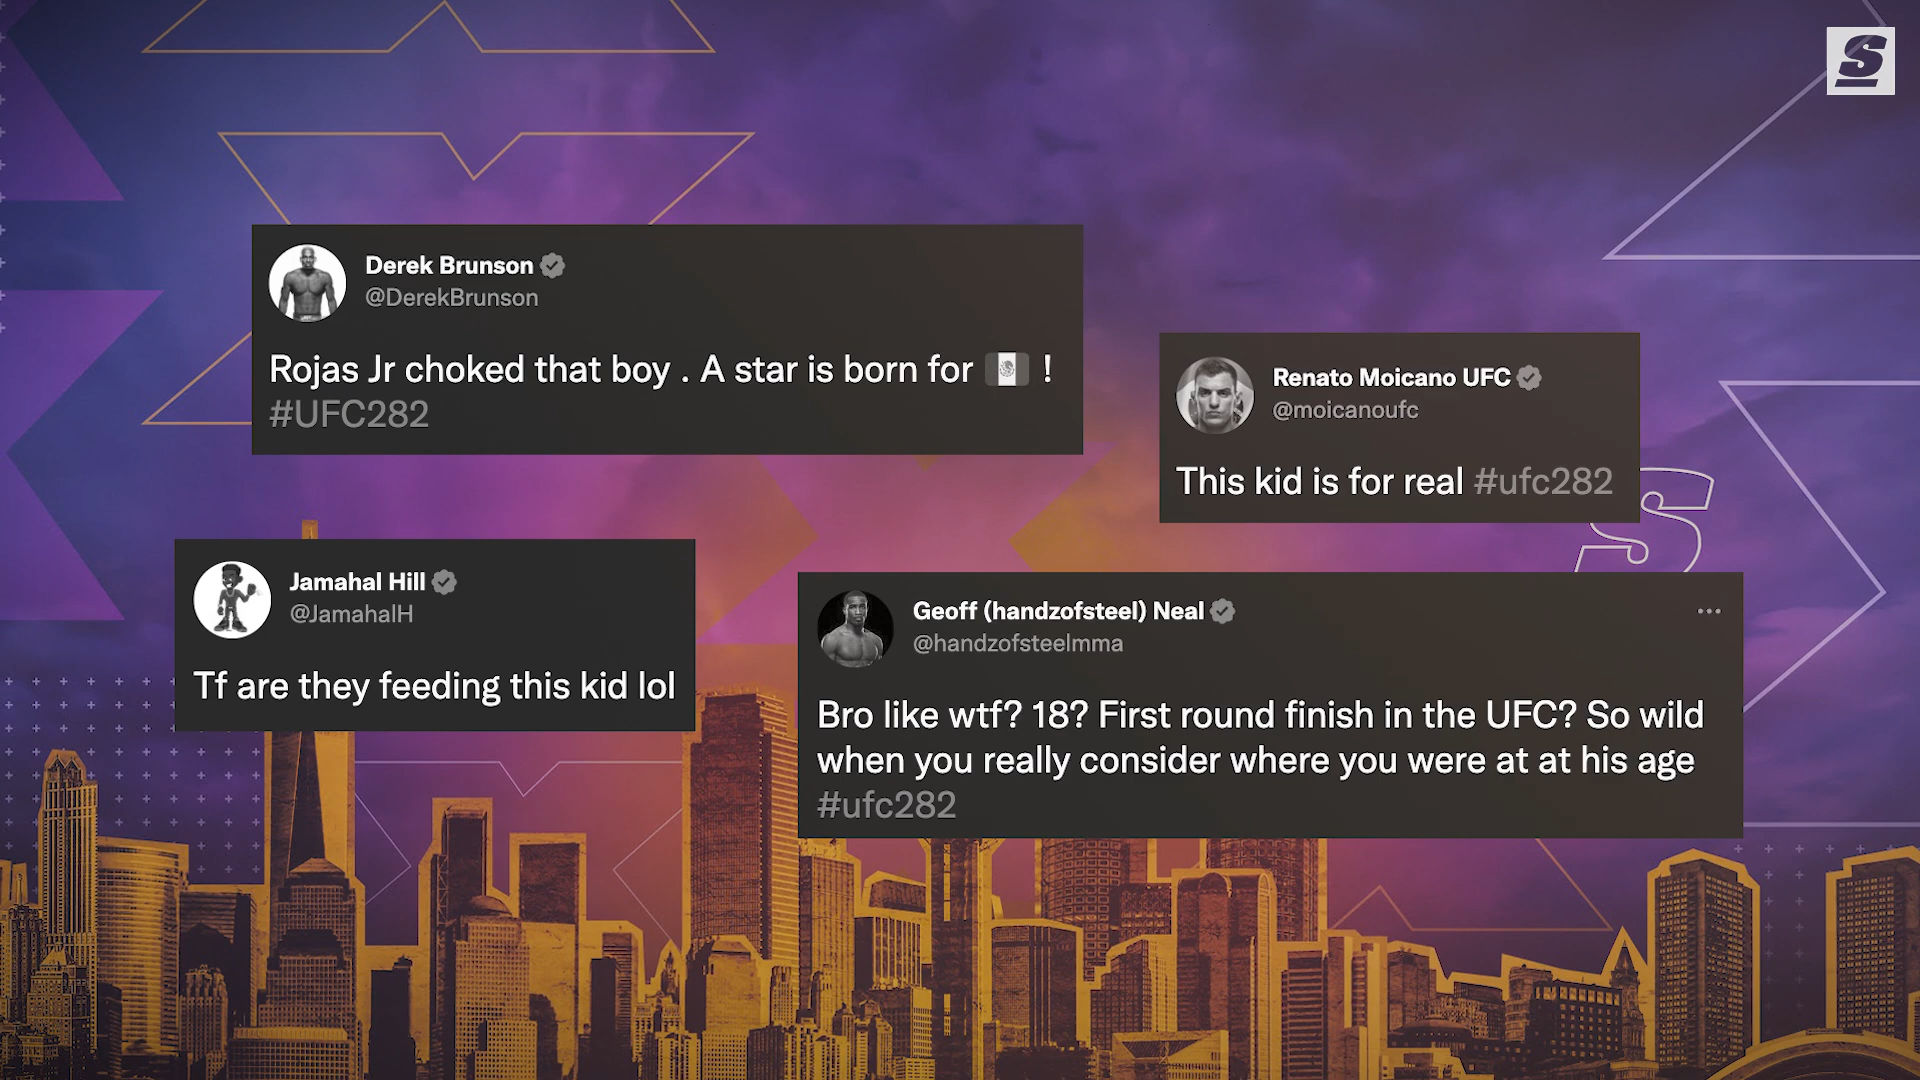 S
Derek Brunson
@DerekBrunson
Rojas Jr choked that boy . A star is born for 🇲🇽 !
#UFC282
Renato Moicano UFC
@moicanoufc
This kid is for real #ufc282
S
Jamahal Hill
@JamahalH
Tf are they feeding this kid lol
Geoff (handzofsteel) Neal
@handzofsteelmma
Bro like wtf? 18? First round finish in the UFC? So wild
when you really consider where you were at at his age
#ufc282